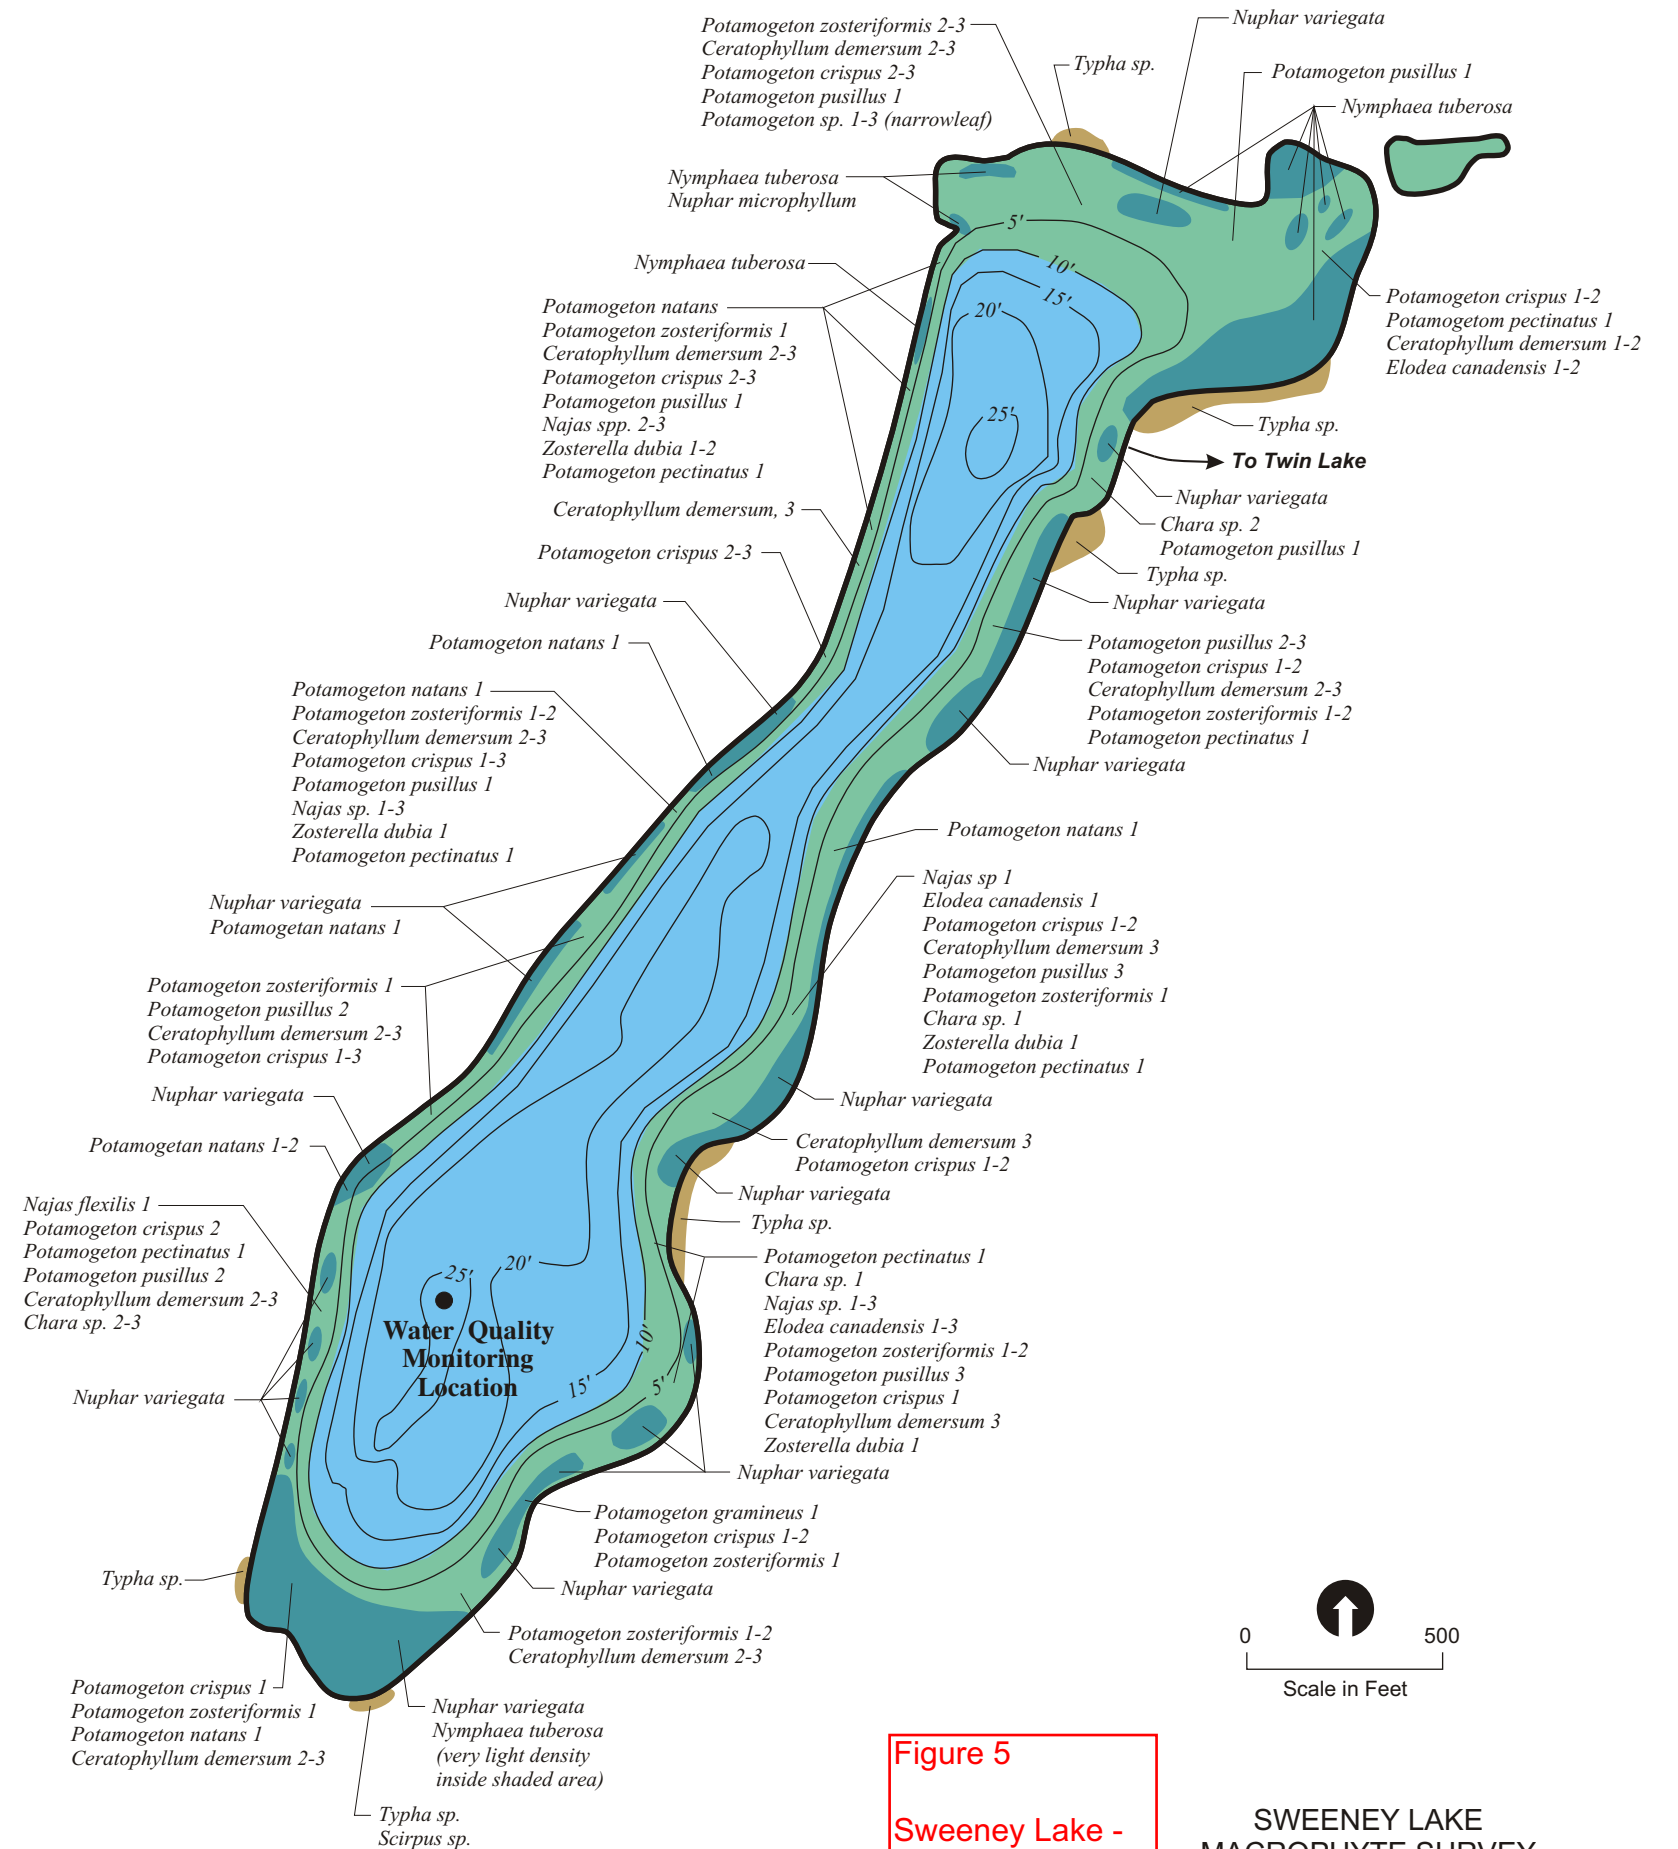 Potamogeton zosteriformis 2-3
Ceratophyllum demersum 2-3
Potamogeton crispus 2-3
Potamogeton pusillus 1
Potamogeton sp. 1-3 (narrowleaf)
Nuphar variegata
Typha sp.
Potamogeton pusillus 1
Nymphaea tuberosa
Nymphaea tuberosa
Nuphar microphyllum
5'
Nymphaea tuberosa
10'
15'
20'
25'
Potamogeton natans
Potamogeton zosteriformis 1
Ceratophyllum demersum 2-3
Potamogeton crispus 2-3
Potamogeton pusillus 1
Najas spp. 2-3
Zosterella dubia 1-2
Potamogeton pectinatus 1
Potamogeton crispus 1-2
Potamogetom pectinatus 1
Ceratophyllum demersum 1-2
Elodea canadensis 1-2
Typha sp.
To Twin Lake
Nuphar variegata
Chara sp. 2
Potamogeton pusillus 1
Typha sp.
Nuphar variegata
Ceratophyllum demersum, 3
Potamogeton crispus 2-3
Nuphar variegata
Potamogeton natans 1
Potamogeton pusillus 2-3
Potamogeton crispus 1-2
Ceratophyllum demersum 2-3
Potamogeton zosteriformis 1-2
Potamogeton pectinatus 1
Nuphar variegata
Potamogeton natans 1
Potamogeton zosteriformis 1-2
Ceratophyllum demersum 2-3
Potamogeton crispus 1-3
Potamogeton pusillus 1
Najas sp. 1-3
Zosterella dubia 1
Potamogeton pectinatus 1
Potamogeton natans 1
Nuphar variegata
Potamogetan natans 1
Najas sp 1
Elodea canadensis 1
Potamogeton crispus 1-2
Ceratophyllum demersum 3
Potamogeton pusillus 3
Potamogeton zosteriformis 1
Chara sp. 1
Zosterella dubia 1
Potamogeton pectinatus 1
Potamogeton zosteriformis 1
Potamogeton pusillus 2
Ceratophyllum demersum 2-3
Potamogeton crispus 1-3
Nuphar variegata
Nuphar variegata
Potamogetan natans 1-2
Ceratophyllum demersum 3
Potamogeton crispus 1-2
Nuphar variegata
Typha sp.
Najas flexilis 1
Potamogeton crispus 2
Potamogeton pectinatus 1
Potamogeton pusillus 2
Ceratophyllum demersum 2-3
Chara sp. 2-3
Nuphar variegata
25'
20'
Water Quality
Monitoring
Location
10'
15'
5'
Potamogeton pectinatus 1
Chara sp. 1
Najas sp. 1-3
Elodea canadensis 1-3
Potamogeton zosteriformis 1-2
Potamogeton pusillus 3
Potamogeton crispus 1
Ceratophyllum demersum 3
Zosterella dubia 1
Nuphar variegata
Potamogeton gramineus 1
Potamogeton crispus 1-2
Potamogeton zosteriformis 1
Nuphar variegata
Typha sp.
Potamogeton zosteriformis 1-2
Ceratophyllum demersum 2-3
Potamogeton crispus 1
Potamogeton zosteriformis 1
Potamogeton natans 1
Ceratophyllum demersum 2-3
Nuphar variegata
Nymphaea tuberosa
(very light density
inside shaded area)
Typha sp.
Scirpus sp.
0 500
Scale in Feet
Figure 5
Sweeney Lake -
SWEENEY LAKE
MACROPHYTE SURVEY